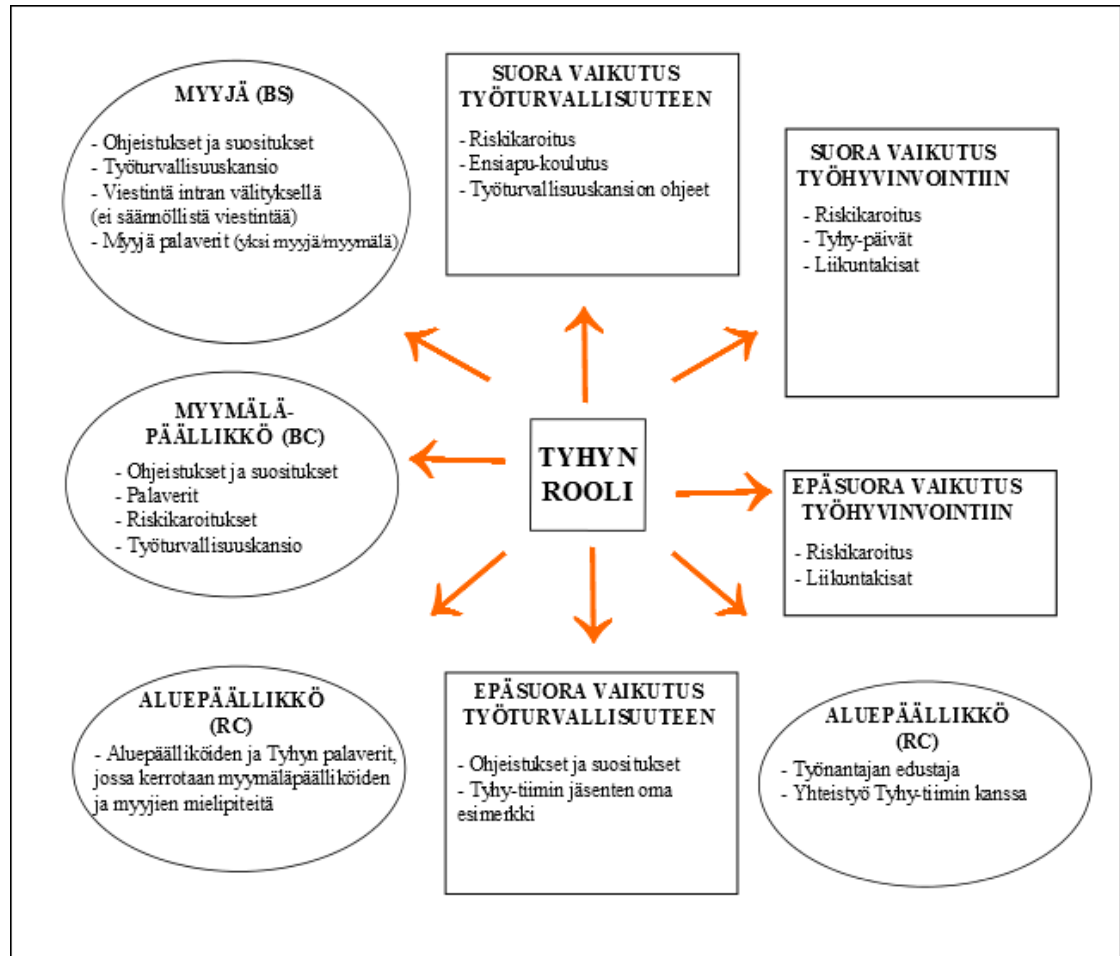 MYYJÄ (BS)
- Ohjeistukset ja suositukset
- Työturvallisuuskansio
- Viestintä intran välityksellä
(ei säännöllistä viestintää)
- Myyjä palaverit (yksi myyjä/myymälä)
SUORA VAIKUTUS
TYÖTURVALLISUUTEEN
- Riskikaroitus
- Ensiapu-koulutus
- Työturvallisuuskansion ohjeet
SUORA VAIKUTUS
TYÖHYVINVOINTIIN
- Riskikaroitus
- Tyhy-päivät
- Liikuntakisat
MYYMÄLÄ-
PÄÄLLIKKÖ (BC)
- Ohjeistukset ja suositukset
- Palaverit
- Riskikaroitukset
- Työturvallisuuskansio
TYHYN
ROOLI
EPÄSUORA VAIKUTUS
TYÖHYVINVOINTIIN
- Riskikaroitus
- Liikuntakisat
ALUEPÄÄLLIKKÖ
(RC)
- Aluepäälliköiden ja Tyhyn palaverit,
jossa kerrotaan myymäläpäälliköiden
ja myyjien mielipiteitä
EPÄSUORA VAIKUTUS
TYÖTURVALLISUUTEEN
- Ohjeistukset ja suositukset
- Tyhy-tiimin jäsenten oma
esimerkki
ALUEPÄÄLLIKKÖ
(RC)
- Työnantajan edustaja
- Yhteistyö Tyhy-tiimin kanssa